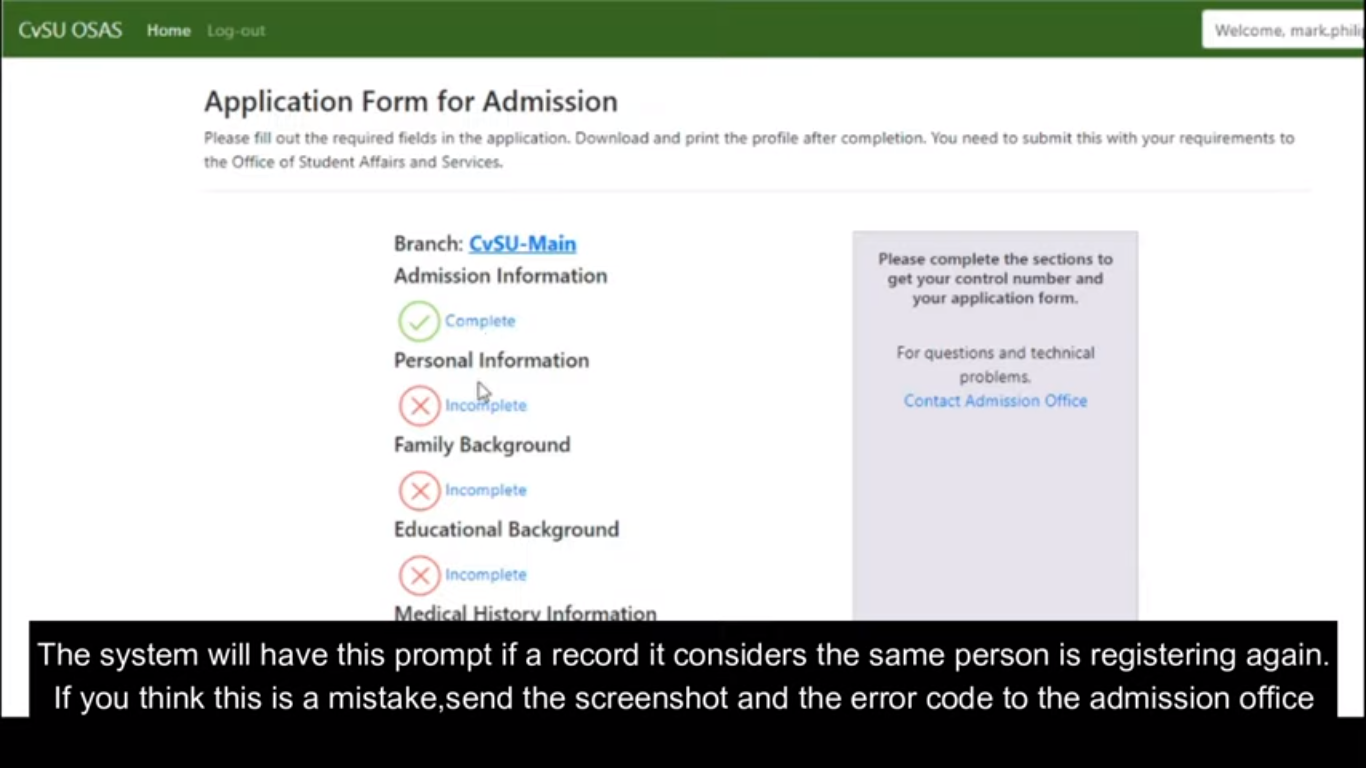 CvSU OSAS Home Log-out Welcome, mark.phili
Application Form for Admission
Please fill out the required fields in the application. Download and print the profile after completion. You need to submit this with your requirements to
the Office of Student Affairs and Services.
Branch: CvSU-Main
Admission Information
Complete
Personal Information
Incomplete
Family Background
Incomplete
Educational Background
Incomplete
Medical History Information
Please complete the sections to
get your control number and
your application form.
For questions and technical
problems.
Contact Admission Office
The system will have this prompt if a record it considers the same person is registering again.
If you think this is a mistake,send the screenshot and the error code to the admission office